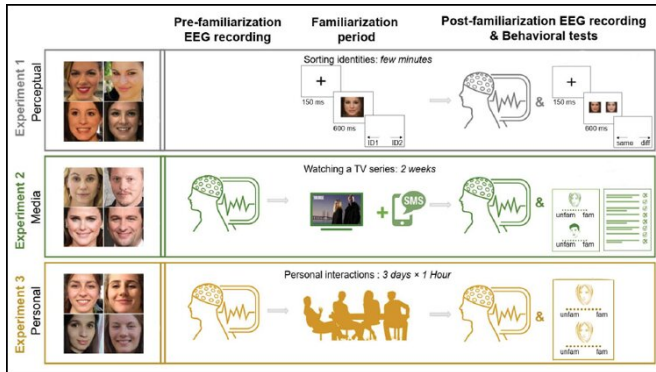 Pre-familiarization
EEG recording
Familiarization
period
Post-familiarization EEG recording
& Behavioral tests
Experiment 1
Perceptual
Sorting identities: few minutes
150 ms
600 ms
ID1 ID2
&
150 ms
600 ms
same diff
Experiment 2
Media
Watching a TV series: 2 weeks
+
SMS
&
unfam fam
unfam fam
Experiment 3
Personal
Personal interactions : 3 days × 1 Hour
&
unfam fam
unfam fam